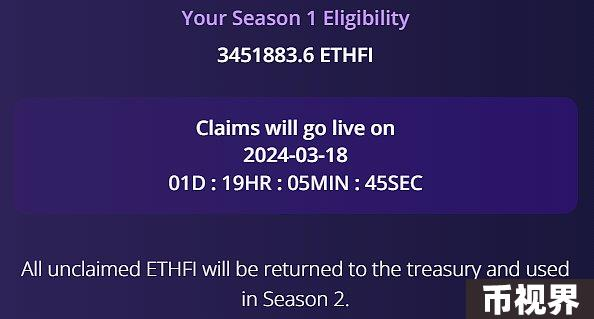 Your Season 1 Eligibility
3451883.6 ETHFI
Claims will go live on
2024-03-18
01D : 19HR : 05MIN : 45SEC
All unclaimed ETHFI will be returned to the treasury and used
in Season 2.
币视界